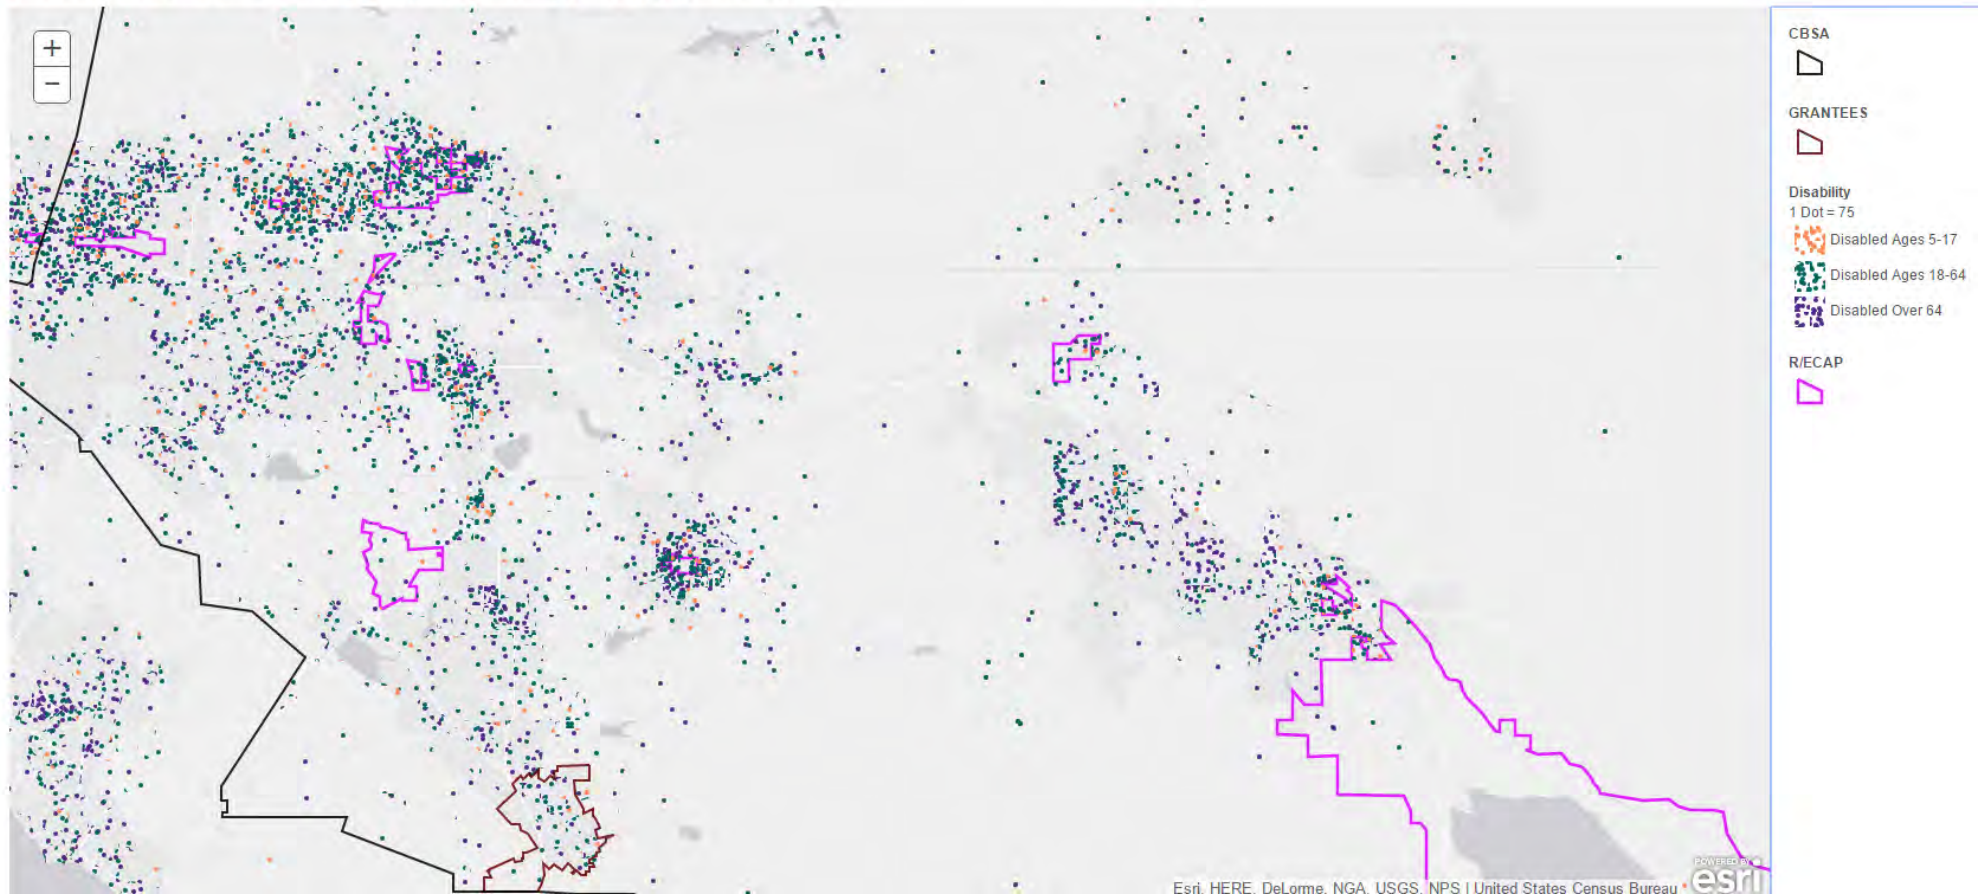 +
−
CBSA
GRANTEES
Disability
1 Dot = 75
Disabled Ages 5-17
Disabled Ages 18-64
Disabled Over 64
R/ECAP
POWERED BY
esri
Esri, HERE, DeLorme, NGA, USGS, NPS | United States Census Bureau